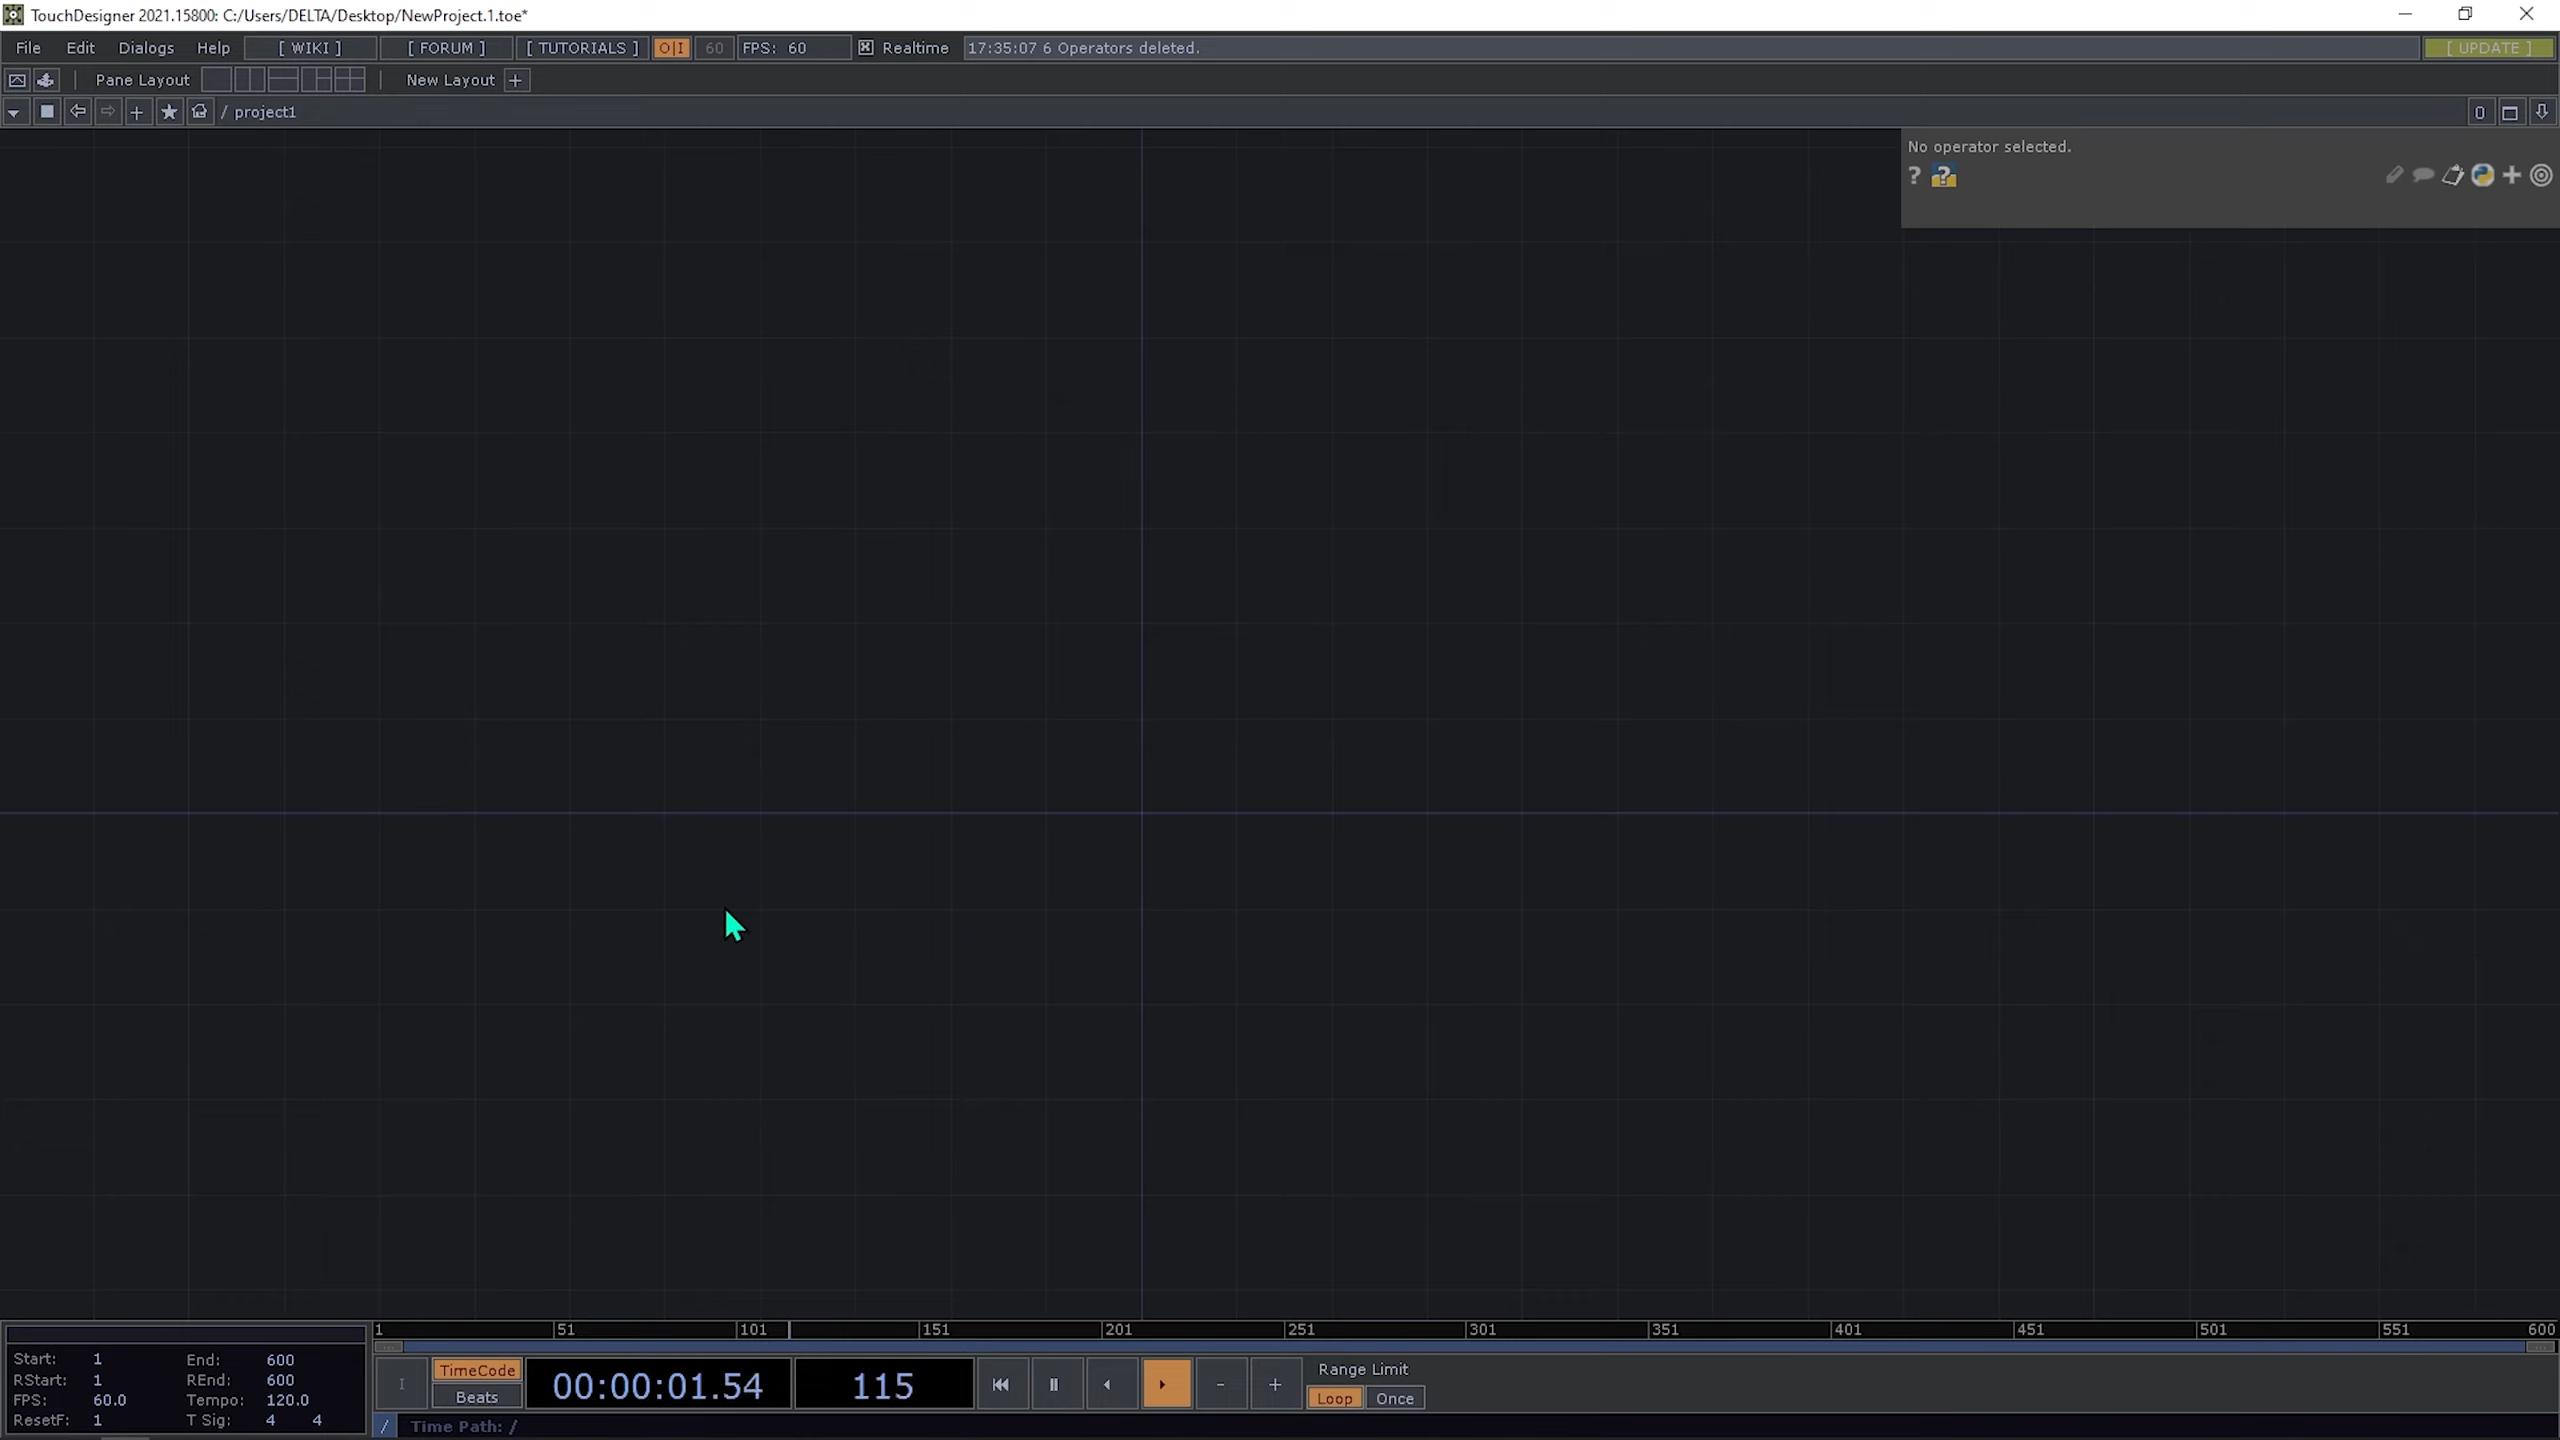 TouchDesigner 2021.15800: C:/Users/DELTA/Desktop/NewProject.1.toe*
File Edit Dialogs Help [ WIKI ] [ FORUM ] [ TUTORIALS ] O|I 60 FPS: 60 Realtime 17:35:07 6 Operators deleted. [ UPDATE ]
Pane Layout New Layout +
/ project1 0
No operator selected.
1 51 101 151 201 251 301 351 401 451 501 551 600
Start: 1 End: 600
RStart: 1 REnd: 600
FPS: 60.0 Tempo: 120.0
ResetF: 1 T Sig: 4 4
I TimeCode 00:00:01.54 115 - + Range Limit
Beats Loop Once
/ Time Path: /